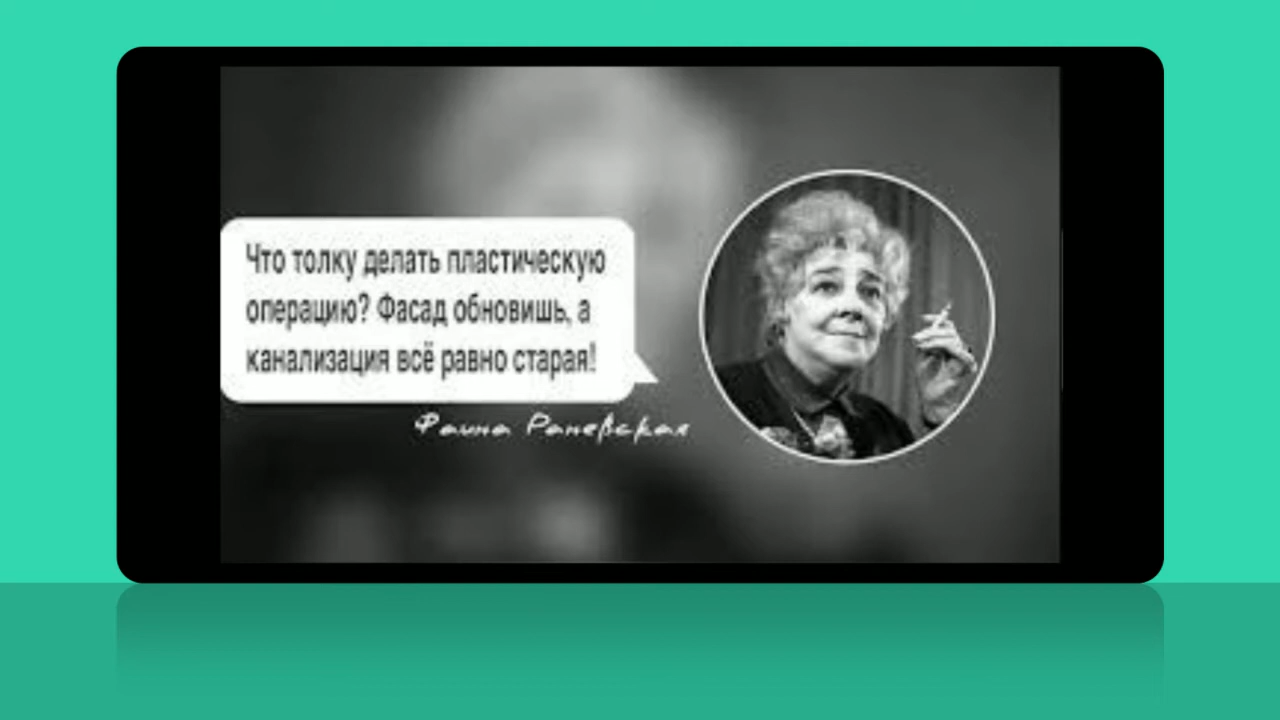 Что толку делать пластическую
операцию? Фасад обновишь, а
канализация всё равно старая!
Фаина Раневская